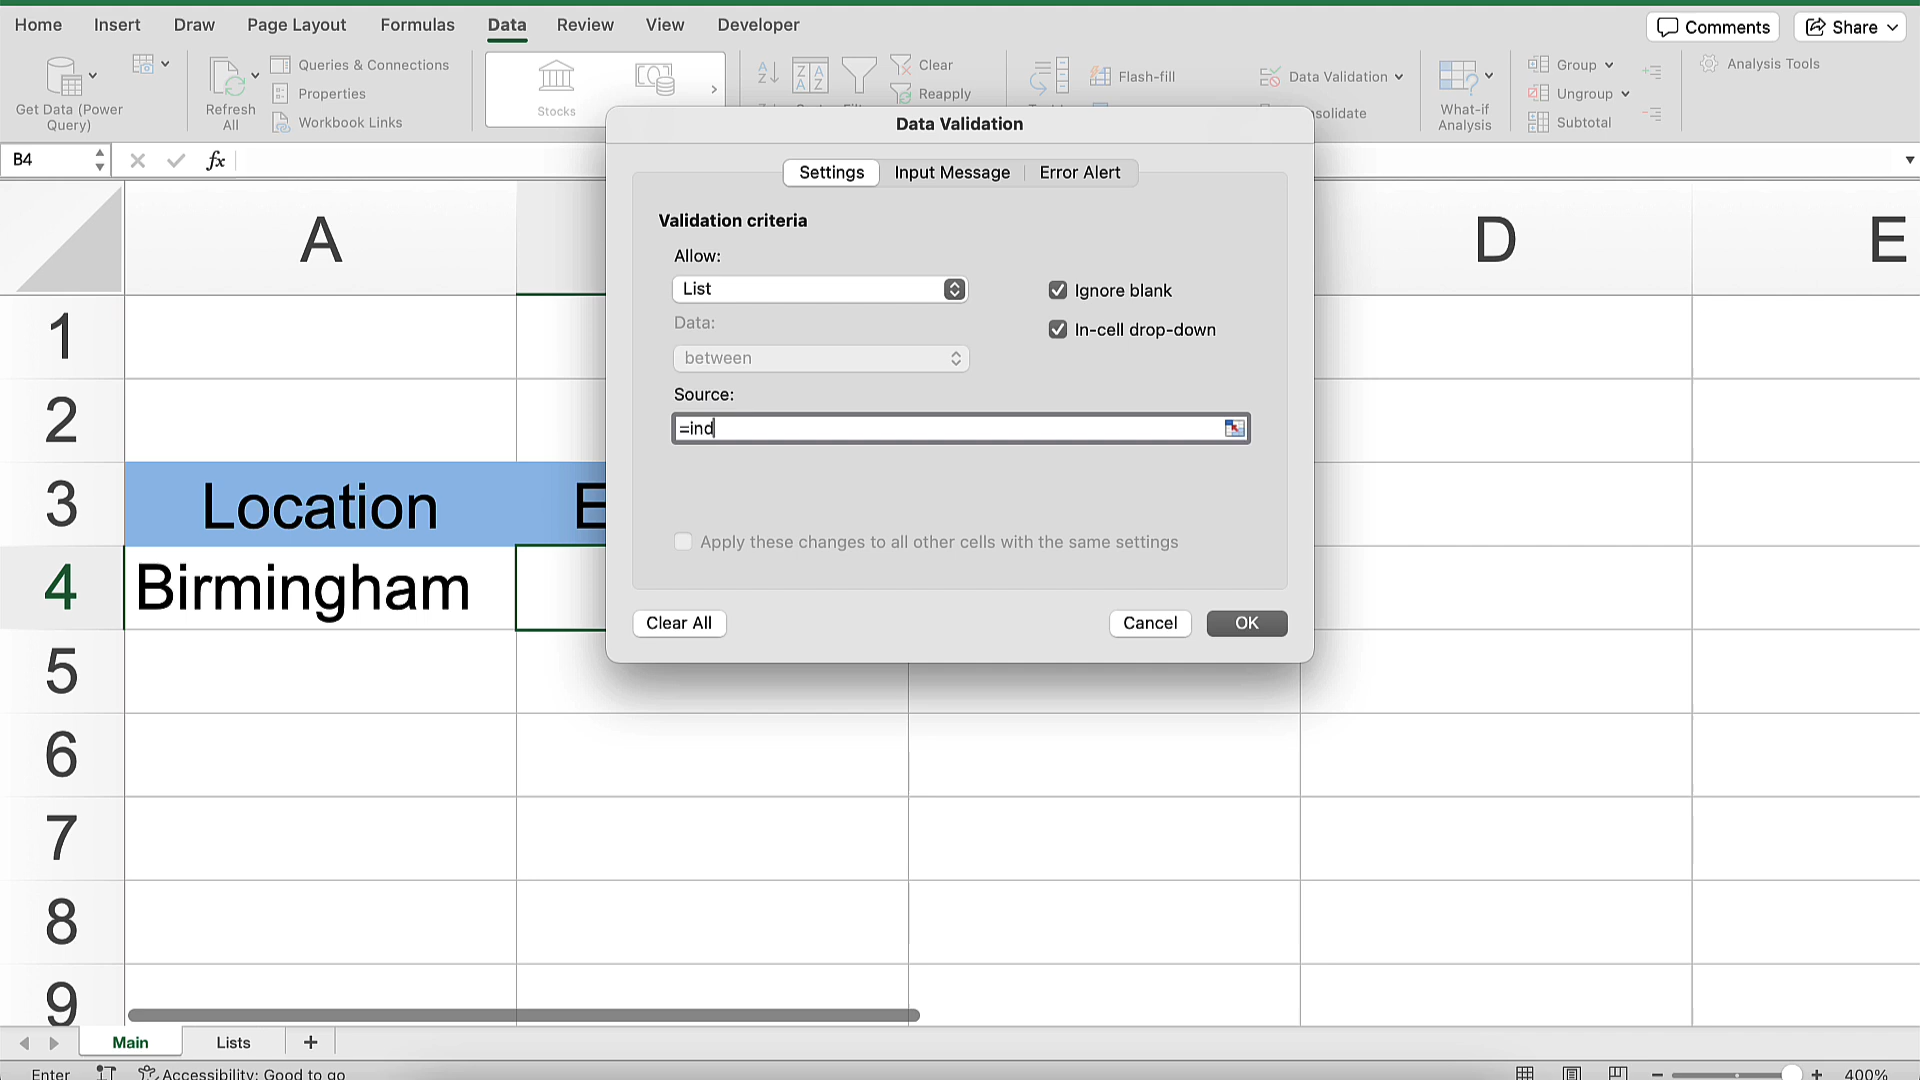 Home Insert Draw Page Layout Formulas Data Review View Developer Comments Share
Get Data (Power Query)
Refresh All
Queries & Connections
Properties
Workbook Links
Stocks
Clear
Reapply
Flash-fill
Data Validation
solidate
What-if Analysis
Group
Ungroup
Subtotal
Analysis Tools
B4 fx
Data Validation
Settings Input Message Error Alert
Validation criteria
Allow:
List
Ignore blank
Data:
In-cell drop-down
between
Source:
=ind
Apply these changes to all other cells with the same settings
Clear All Cancel OK
A D E
1
2
3 Location E
4 Birmingham
5
6
7
8
9
Main Lists +
Enter Accessibility: Good to go 400%